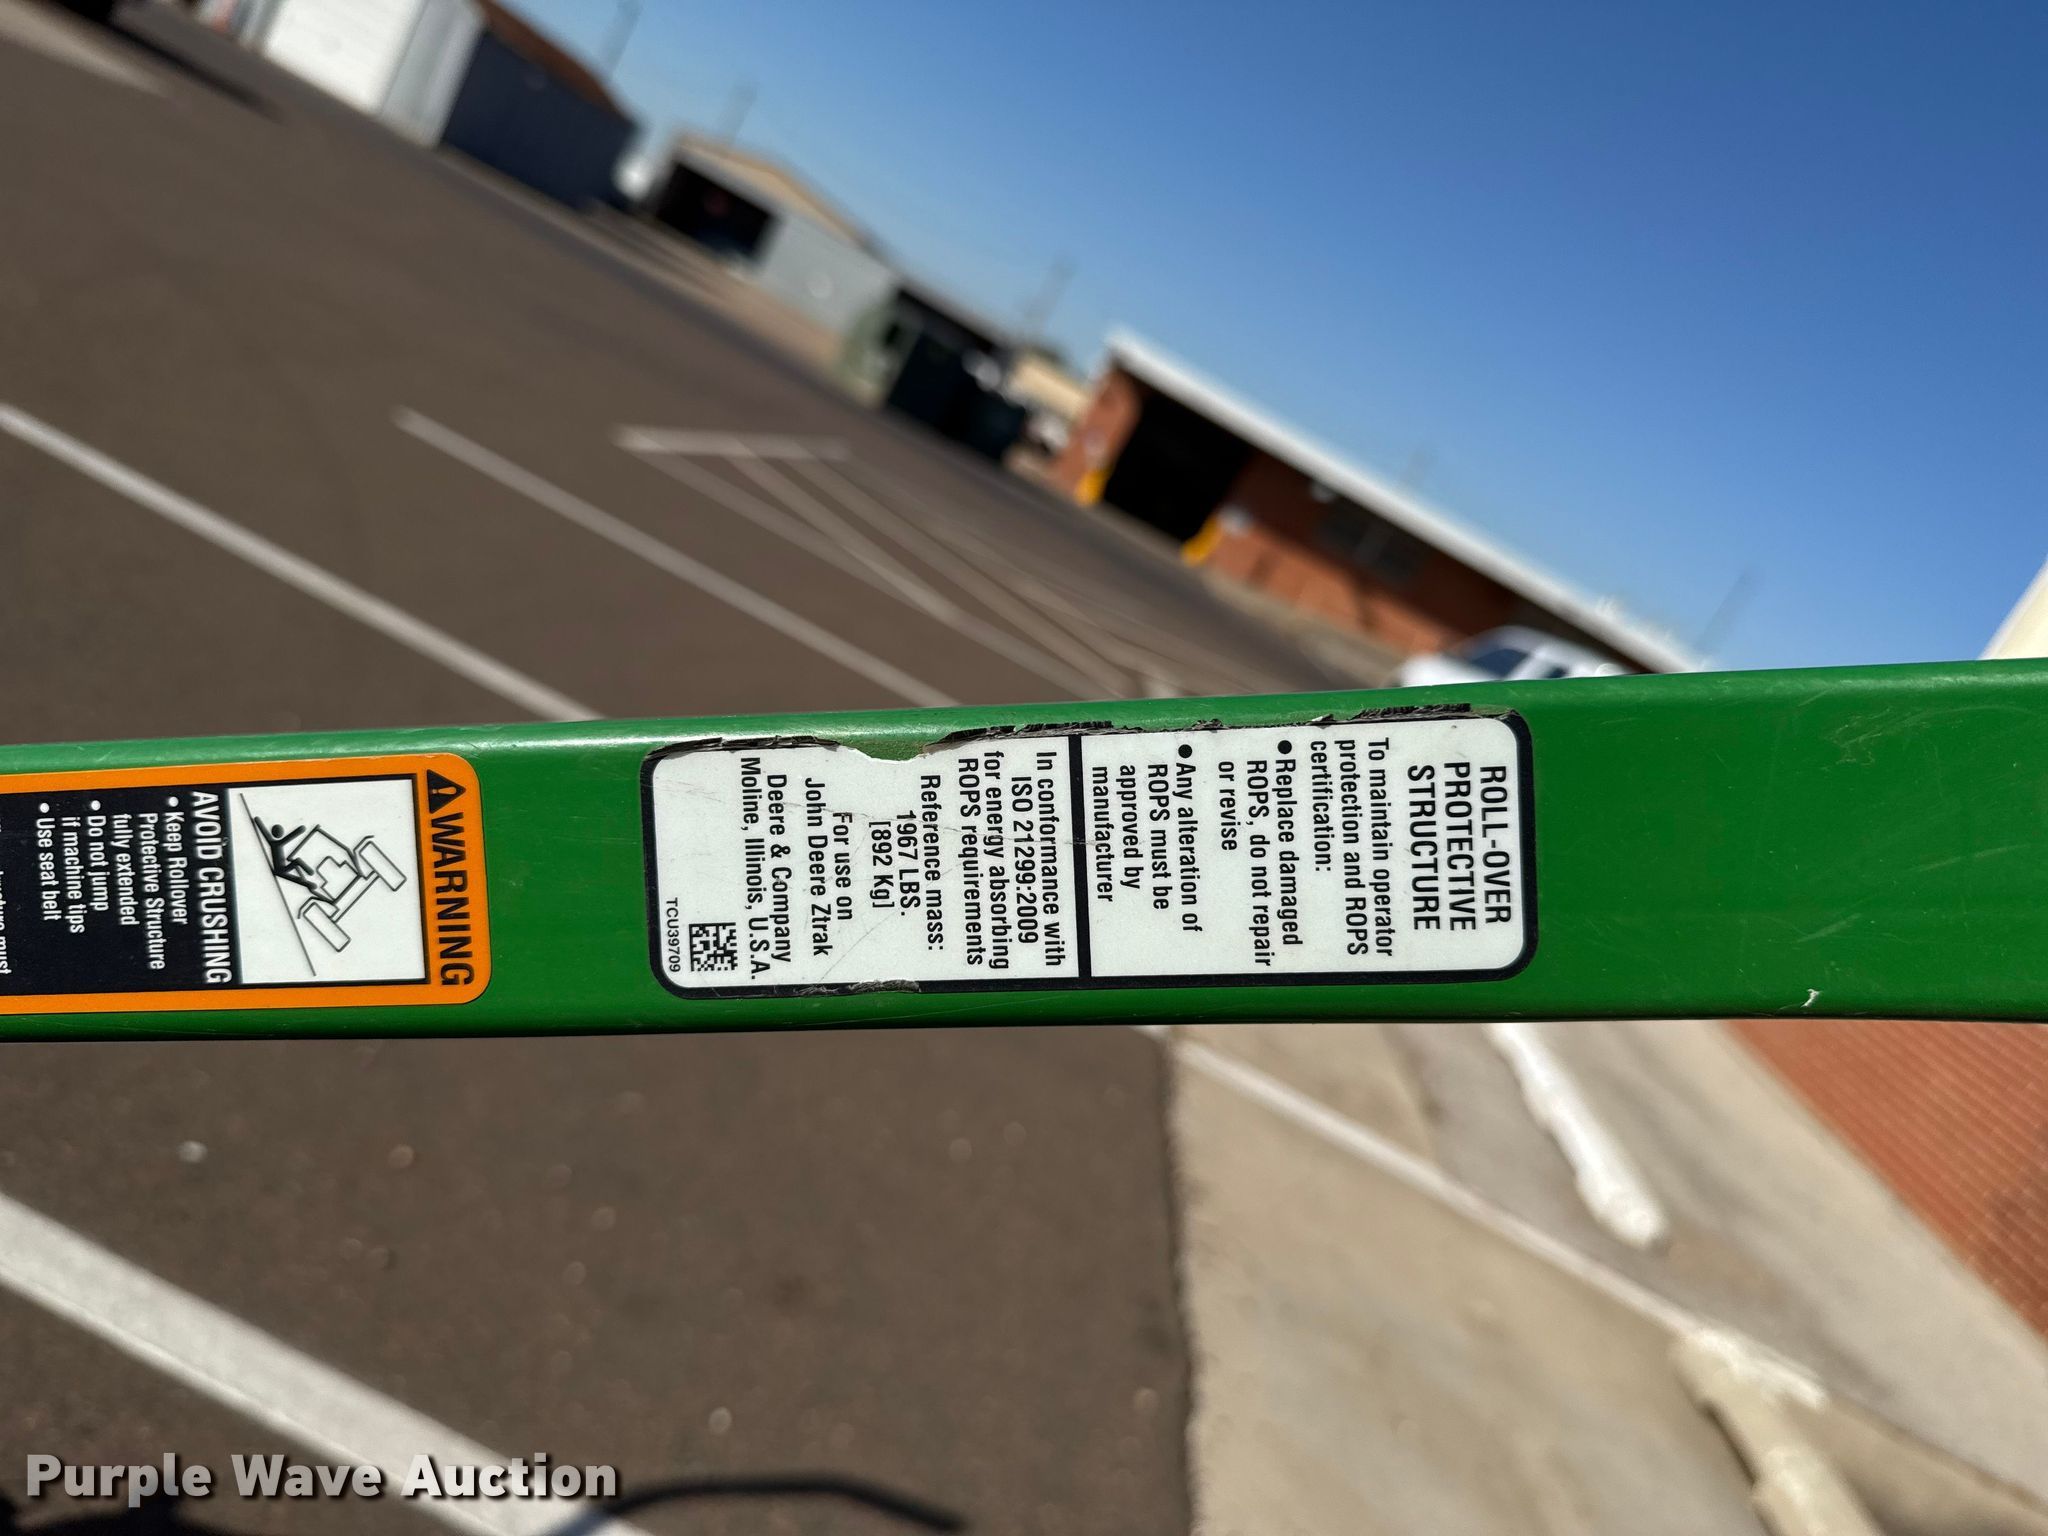 ROLL-OVER
PROTECTIVE
STRUCTURE
To maintain operator
protection and ROPS
certification:
● Replace damaged
ROPS, do not repair
or revise
● Any alteration of
ROPS must be
approved by
manufacturer
In conformance with
ISO 21299:2009
for energy absorbing
ROPS requirements
Reference mass:
1967 LBS.
[892 Kg]
For use on
John Deere Ztrak
Deere & Company
Moline, Illinois, U.S.A.
TCU39709
WARNING
AVOID CRUSHING
• Keep Rollover
Protective Structure
fully extended
• Do not jump
if machine tips
• Use seat belt
must
Purple Wave Auction